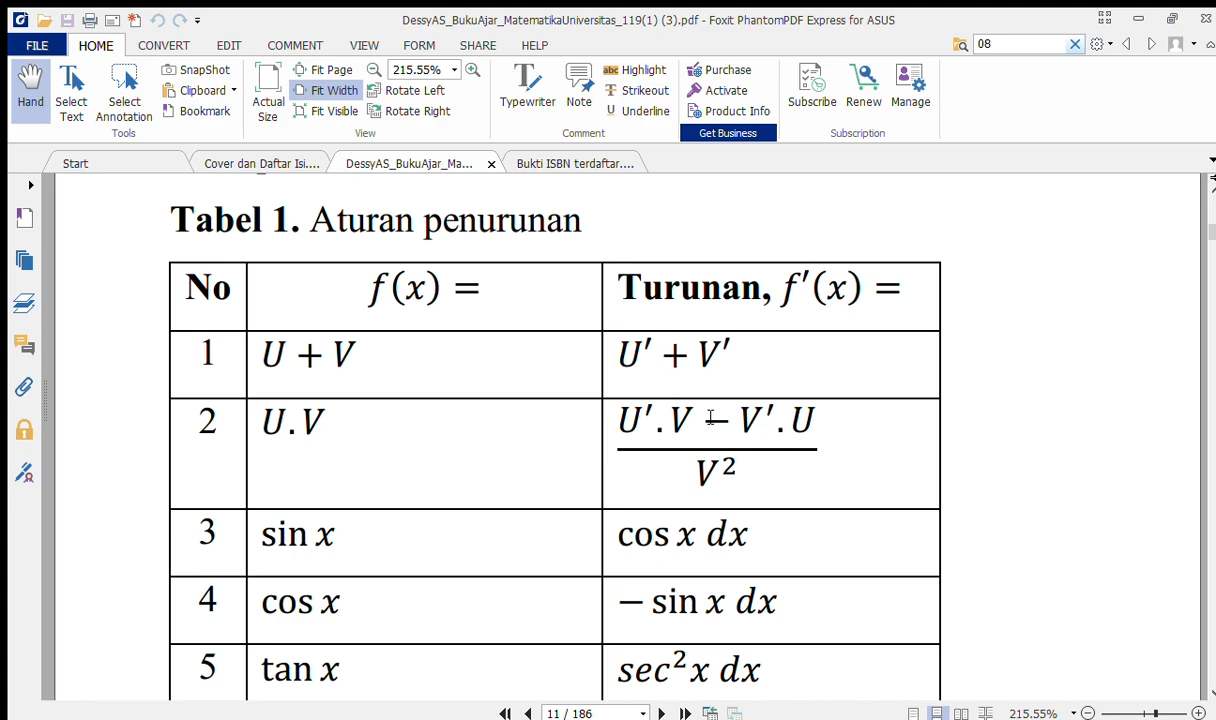 DessyAS_BukuAjar_MatematikaUniversitas_119(1) (3).pdf - Foxit PhantomPDF Express for ASUS
FILE HOME CONVERT EDIT COMMENT VIEW FORM SHARE HELP 08
Hand
Select Text
Select Annotation
SnapShot
Clipboard
Bookmark
Tools
Actual Size
Fit Page
Fit Width
Fit Visible
215.55%
Rotate Left
Rotate Right
View
Typewriter
Note
abc Highlight
T Strikeout
U Underline
Comment
Purchase
Activate
Product Info
Get Business
Subscribe
Renew
Manage
Subscription
Start
Cover dan Daftar Isi....
DessyAS_BukuAjar_Ma...
Bukti ISBN terdaftar....
Tabel 1. Aturan penurunan
No f(x) = Turunan, f′(x) =
1 U + V U′ + V′
2 U.V (U′.V − V′.U) / V²
3 sin x cos x dx
4 cos x − sin x dx
5 tan x sec²x dx
11 / 186
215.55%